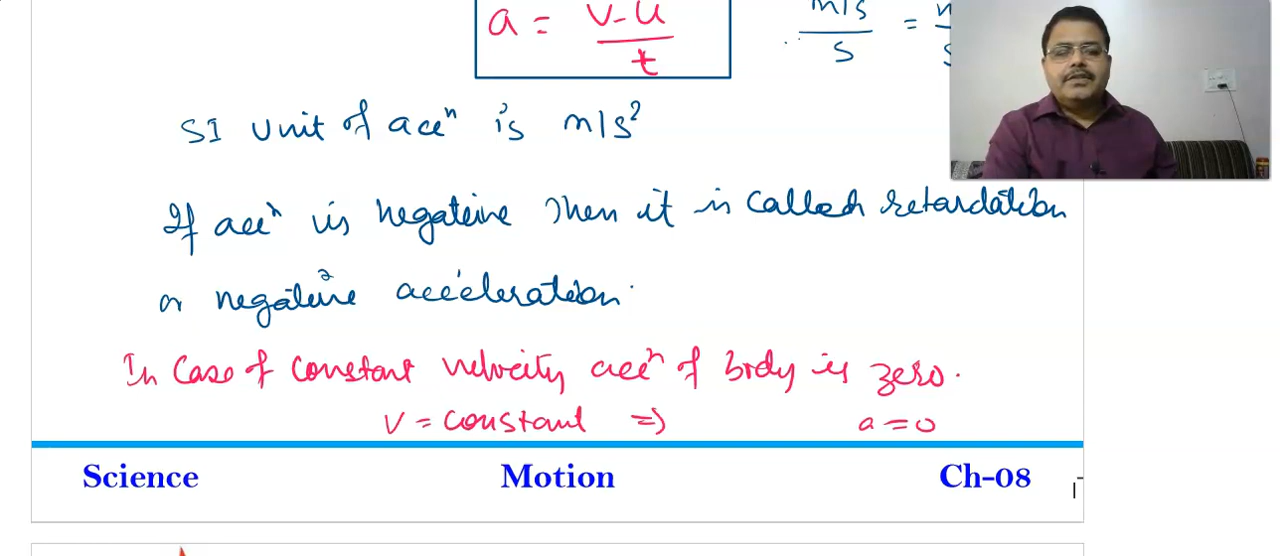 a = v-u
t
m/s
s
=
SI unit of accⁿ is m/s²
If accⁿ is negative then it is called retardation
or negative acceleration.
In case of constant velocity accⁿ of body is zero.
v = constant ⇒ a = 0
Science Motion Ch-08